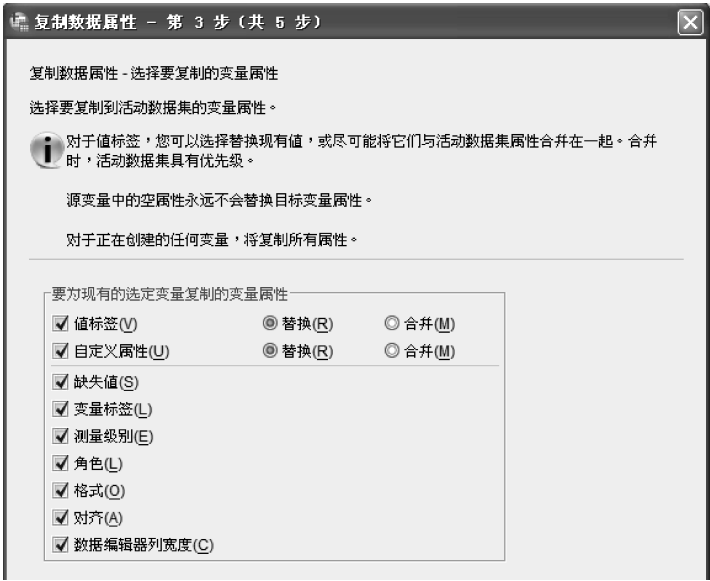 复制数据属性 - 第 3 步(共 5 步)
复制数据属性 - 选择要复制的变量属性
选择要复制到活动数据集的变量属性。
对于值标签，您可以选择替换现有值，或尽可能将它们与活动数据集属性合并在一起。合并
时，活动数据集具有优先级。
源变量中的空属性永远不会替换目标变量属性。
对于正在创建的任何变量，将复制所有属性。
要为现有的选定变量复制的变量属性
值标签(V) 替换(R) 合并(M)
自定义属性(U) 替换(R) 合并(M)
缺失值(S)
变量标签(L)
测量级别(E)
角色(L)
格式(O)
对齐(A)
数据编辑器列宽度(C)